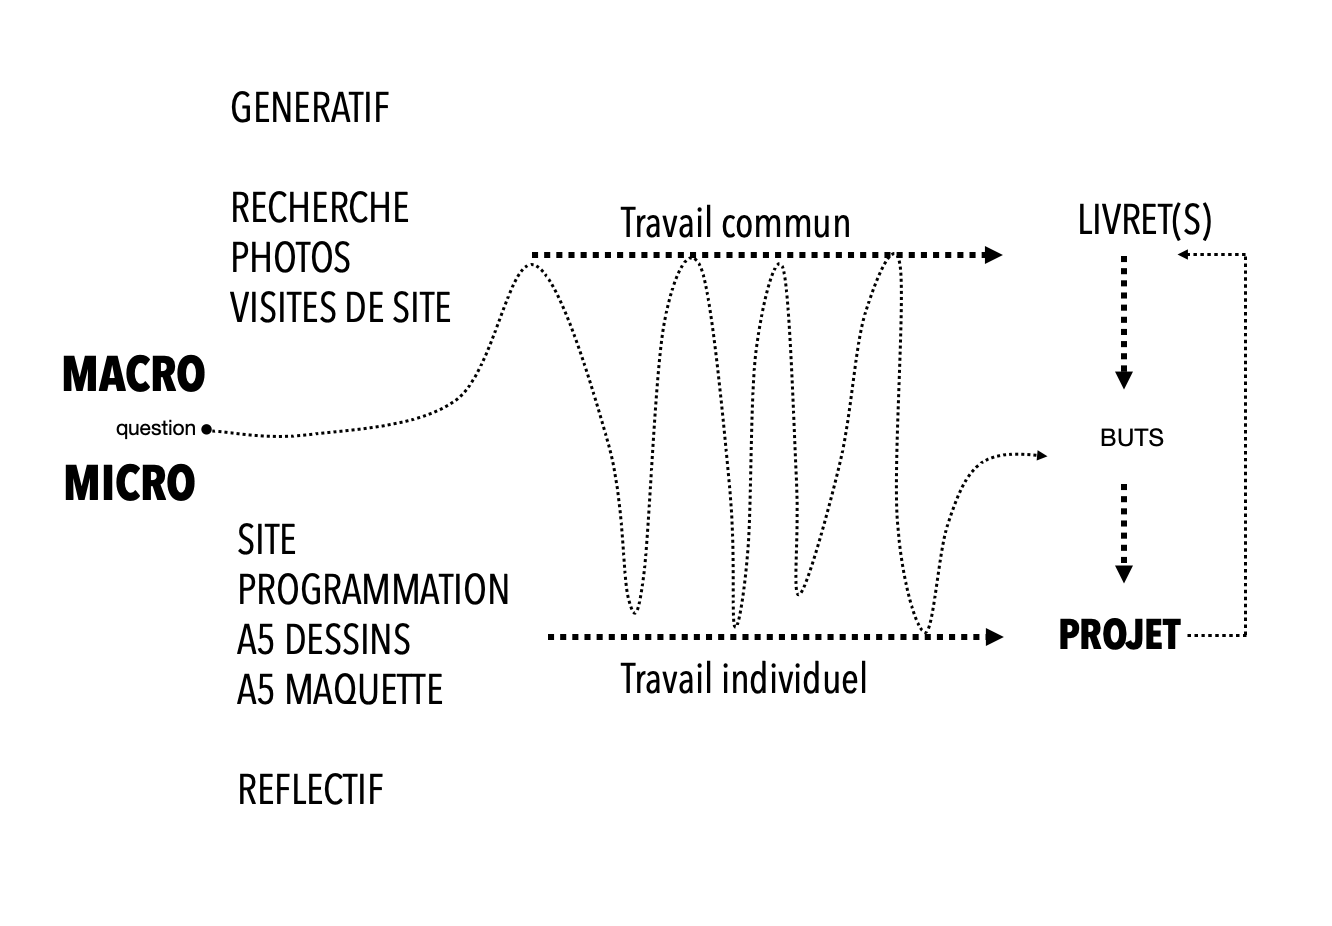 GENERATIF
RECHERCHE
PHOTOS
VISITES DE SITE
MACRO
question
MICRO
SITE
PROGRAMMATION
A5 DESSINS
A5 MAQUETTE
REFLECTIF
Travail commun
Travail individuel
LIVRET(S)
BUTS
PROJET